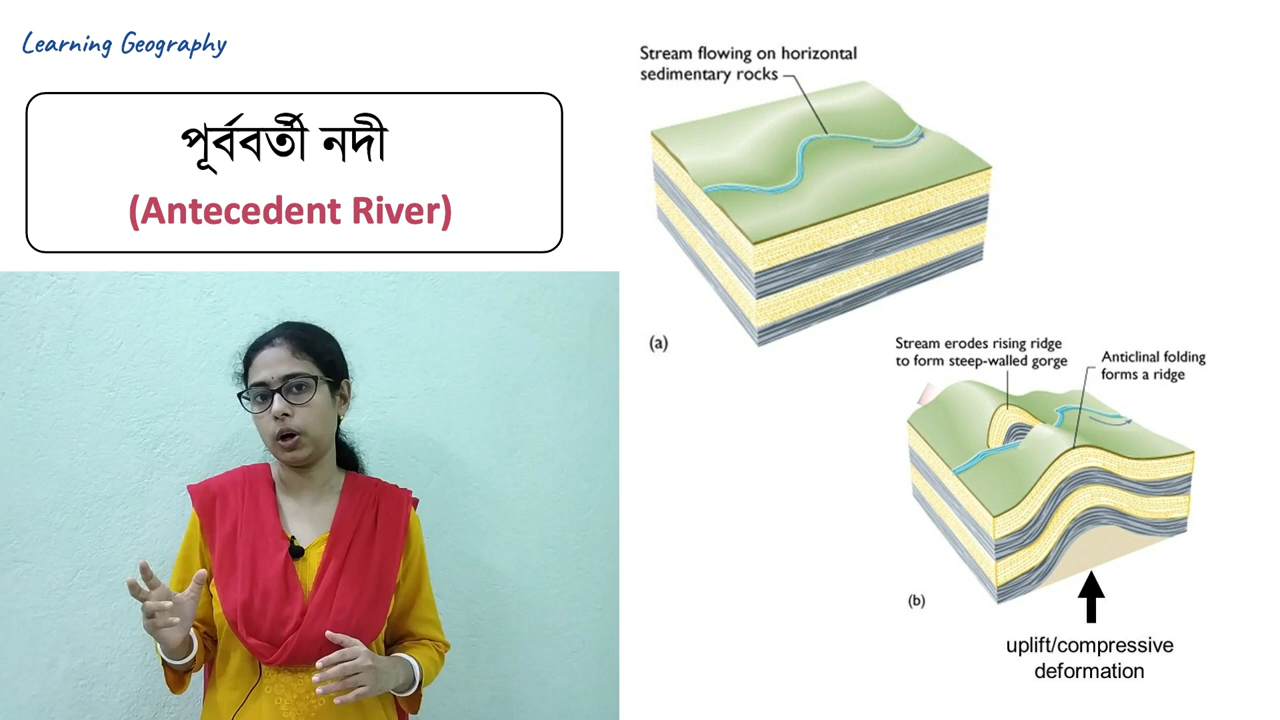 Learning Geography
পূর্ববর্তী নদী
(Antecedent River)
Stream flowing on horizontal
sedimentary rocks
(a)
Stream erodes rising ridge
to form steep-walled gorge
Anticlinal folding
forms a ridge
(b)
uplift/compressive
deformation